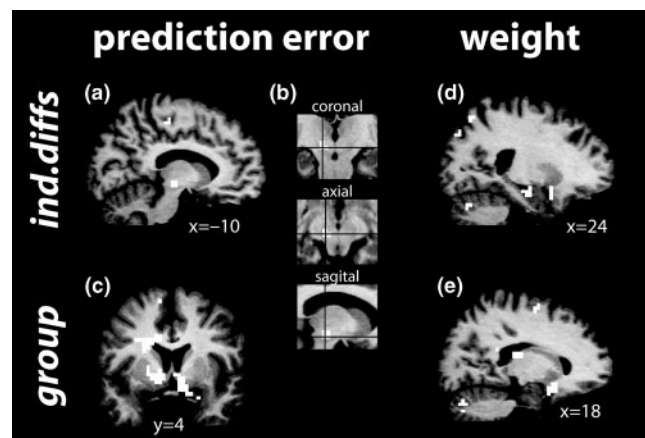 prediction error weight
ind.diffs
(a) (b) (d)
coronal
axial
x=−10 x=24
sagital
group
(c) (e)
y=4 x=18